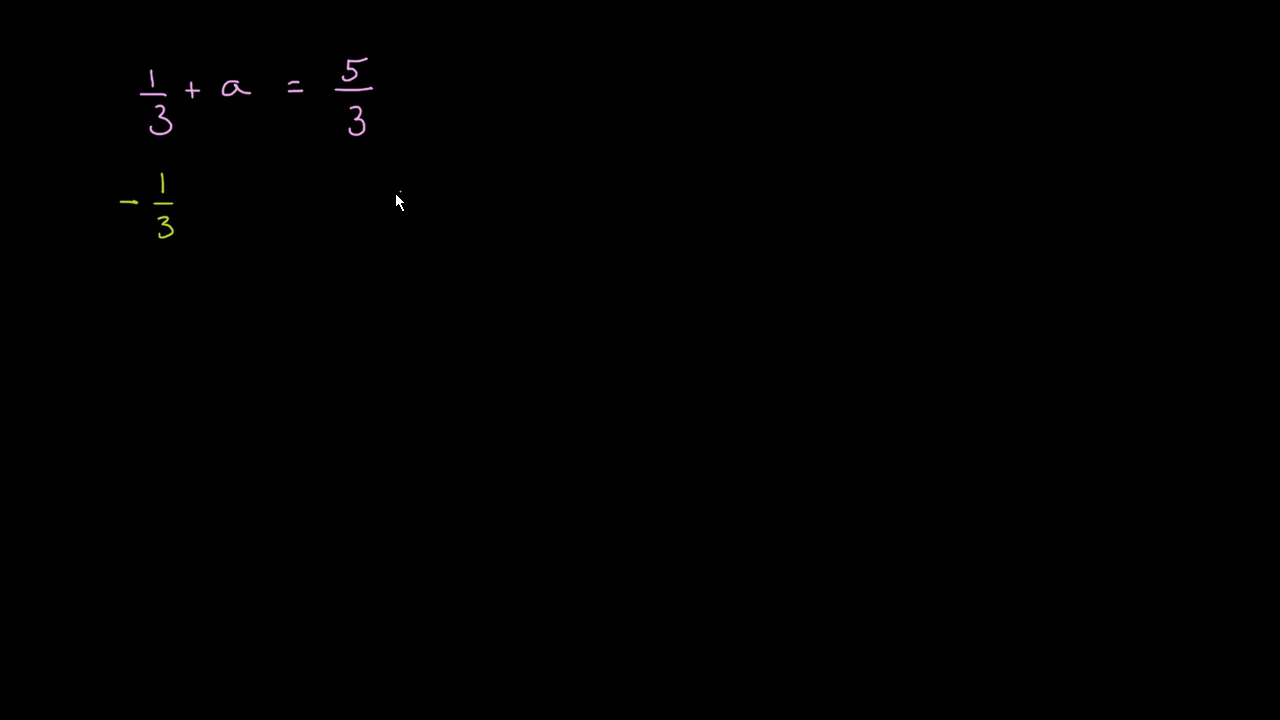 1/3 + a = 5/3
- 1/3